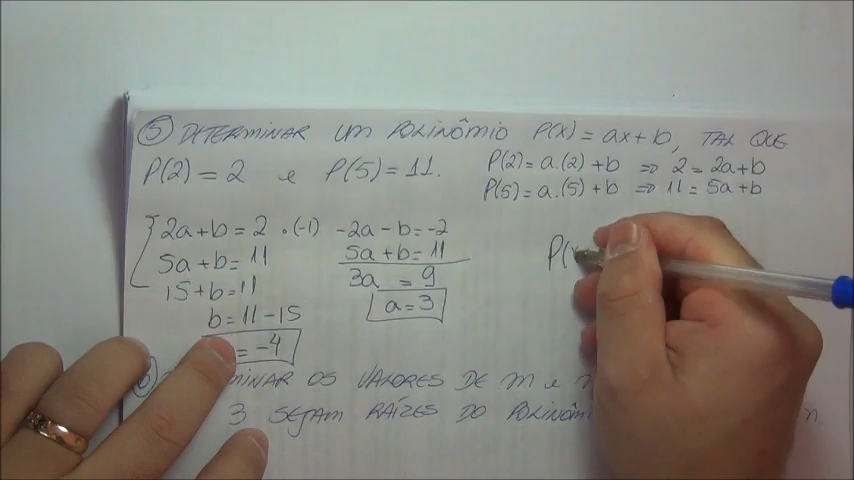 ⑤ DETERMINAR UM POLINÔMIO P(X) = ax + b, TAL QUE
P(2) = 2 e P(5) = 11.
P(2) = a.(2) + b ⇒ 2 = 2a + b
P(5) = a.(5) + b ⇒ 11 = 5a + b
2a + b = 2 .(-1)
5a + b = 11
15 + b = 11
b = 11 - 15
= -4
-2a - b = -2
5a + b = 11
3a = 9
a = 3
P(x
OS VALORES DE m e
3 SEJAM RAÍZES DO